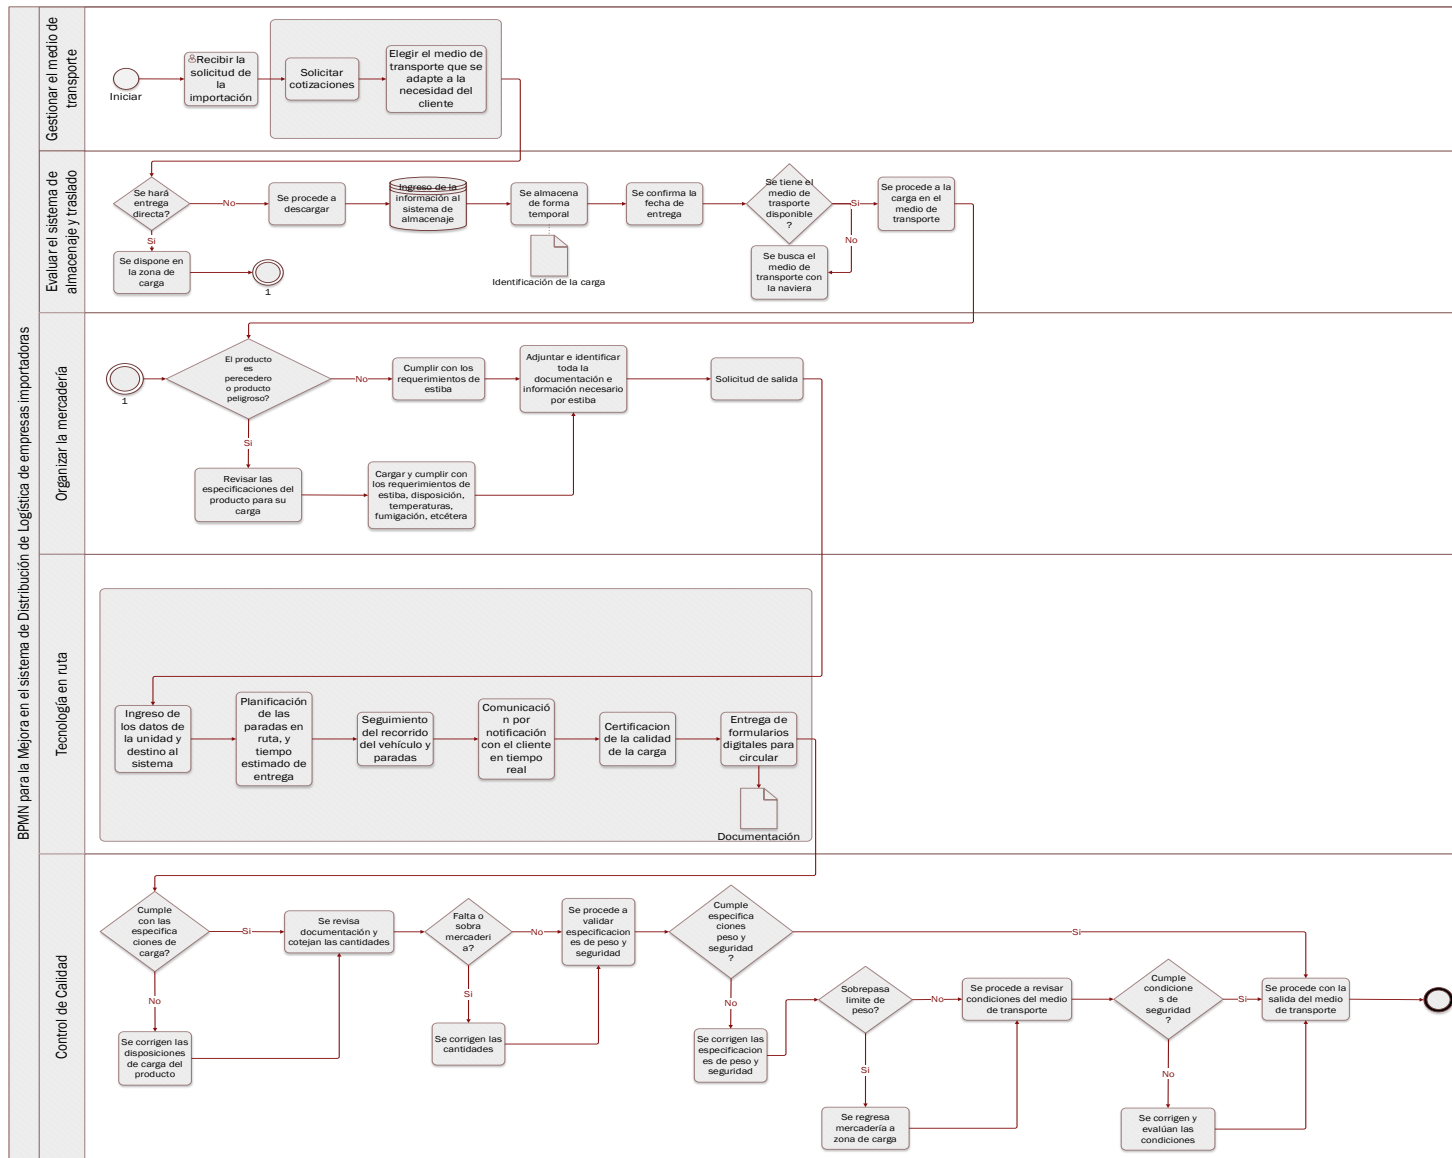 BPMN para la Mejora en el sistema de Distribución de Logística de empresas importadoras
Gestionar el medio de
transporte
Iniciar
Recibir la
solicitud de
la
importación
Solicitar
cotizaciones
Elegir el medio de
transporte que se
adapte a la
necesidad del
cliente
Evaluar el sistema de
almacenaje y traslado
Se hará
entrega
directa?
No
Si
Se dispone en
la zona de
carga
1
Se procede a
descargar
Ingreso de la
información al
sistema de
almacenaje
Se almacena
de forma
temporal
Identificación de la carga
Se confirma la
fecha de
entrega
Se tiene el
medio de
trasporte
disponible
?
Si
No
Se busca el
medio de
transporte con
la naviera
Se procede a la
carga en el
medio de
transporte
Organizar la mercadería
1
El producto
es
perecedero
o producto
peligroso?
No
Si
Cumplir con los
requerimientos de
estiba
Adjuntar e identificar
toda la
documentación e
información necesario
por estiba
Solicitud de salida
Revisar las
especificaciones del
producto para su
carga
Cargar y cumplir con
los requerimientos de
estiba, disposición,
temperaturas,
fumigación, etcétera
Tecnología en ruta
Ingreso de
los datos de
la unidad y
destino al
sistema
Planificación
de las
paradas en
ruta, y
tiempo
estimado de
entrega
Seguimiento
del recorrido
del vehículo y
paradas
Comunicació
n por
notificación
con el cliente
en tiempo
real
Certificacion
de la calidad
de la carga
Entrega de
formularios
digitales para
circular
Documentación
Control de Calidad
Cumple
con las
especifica
ciones de
carga?
Si
No
Se corrigen las
disposiciones
de carga del
producto
Se revisa
documentación y
cotejan las cantidades
Falta o
sobra
mercaderi
a?
No
Si
Se corrigen las
cantidades
Se procede a
validar
especificacion
es de peso y
seguridad
Cumple
especifica
ciones
peso y
seguridad
?
Si
No
Se corrigen las
especificacion
es de peso y
seguridad
Sobrepasa
limite de
peso?
No
Si
Se regresa
mercadería a
zona de carga
Se procede a revisar
condiciones del medio
de transporte
Cumple
condicione
s de
seguridad
?
Si
No
Se corrigen y
evalúan las
condiciones
Se procede con la
salida del medio
de transporte